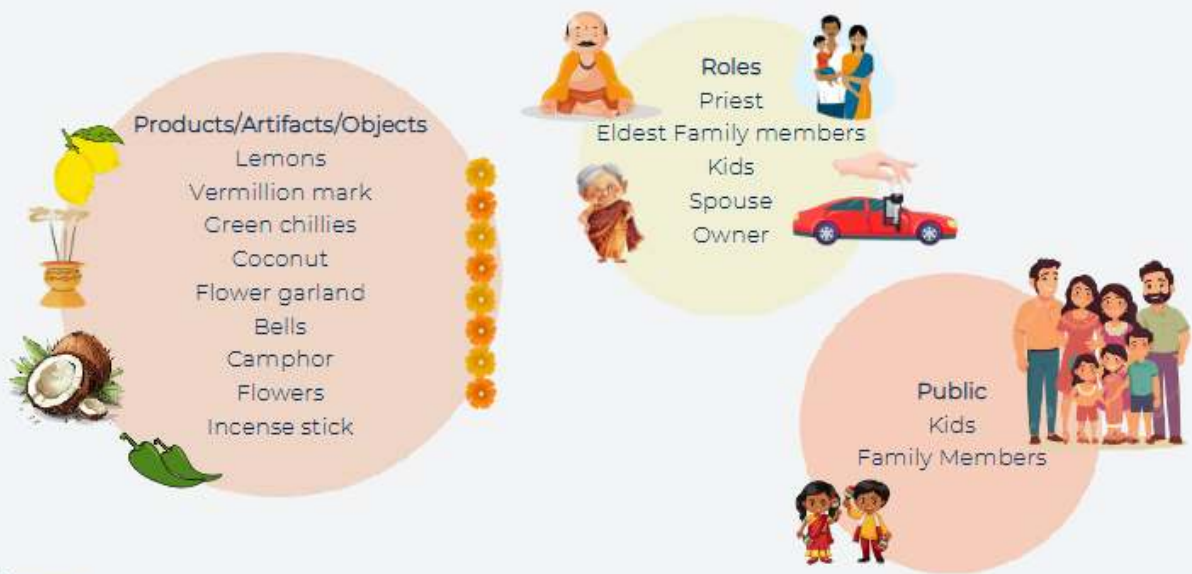 Products/Artifacts/Objects
Lemons
Vermillion mark
Green chillies
Coconut
Flower garland
Bells
Camphor
Flowers
Incense stick
Roles
Priest
Eldest Family members
Kids
Spouse
Owner
Public
Kids
Family Members